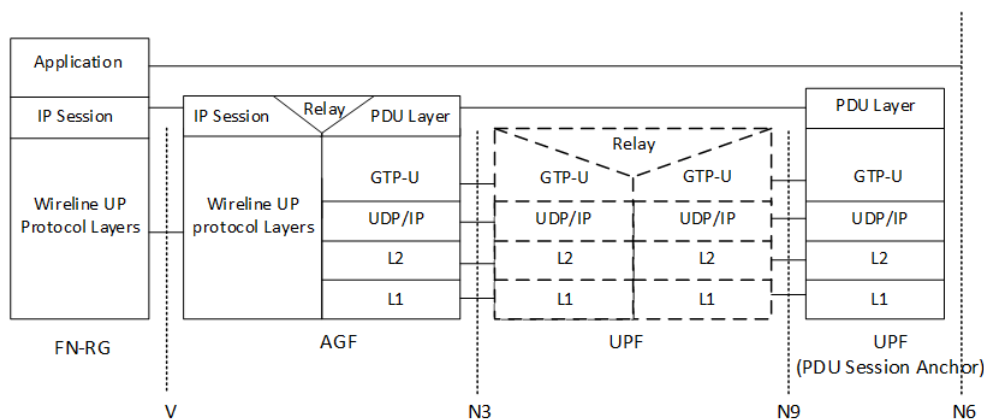 Application
IP Session
IP Session
Relay
PDU Layer
PDU Layer
Wireline UP
Protocol Layers
Wireline UP
protocol Layers
GTP-U
UDP/IP
L2
L1
Relay
GTP-U
GTP-U
UDP/IP
UDP/IP
L2
L2
L1
L1
GTP-U
UDP/IP
L2
L1
FN-RG
AGF
UPF
UPF
(PDU Session Anchor)
V
N3
N9
N6